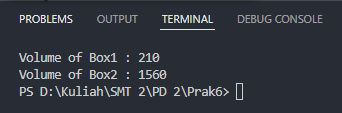 PROBLEMS OUTPUT TERMINAL DEBUG CONSOLE
Volume of Box1 : 210
Volume of Box2 : 1560
PS D:\Kuliah\SMT 2\PD 2\Prak6>